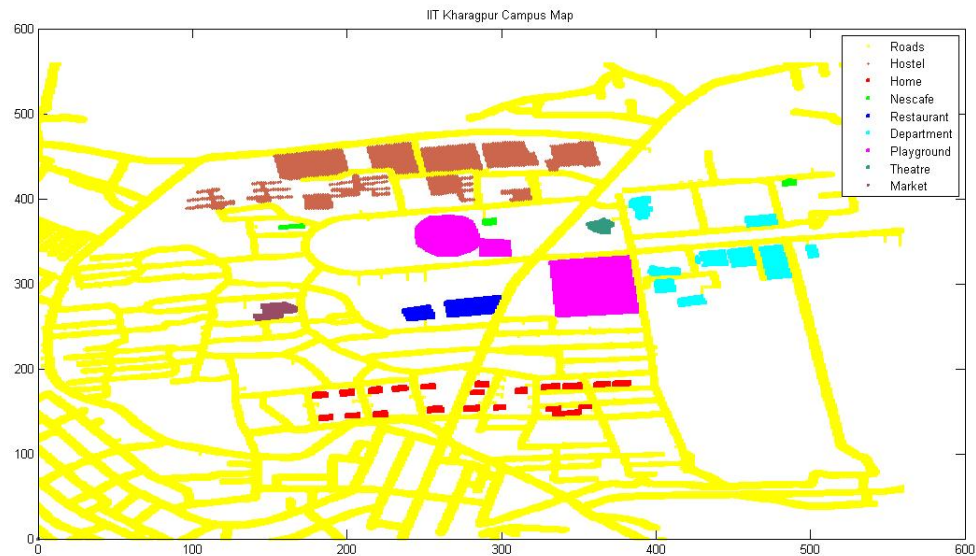 IIT Kharagpur Campus Map
600
500
400
300
200
100
0
0
100
200
300
400
500
600
Roads
Hostel
Home
Nescafe
Restaurant
Department
Playground
Theatre
Market